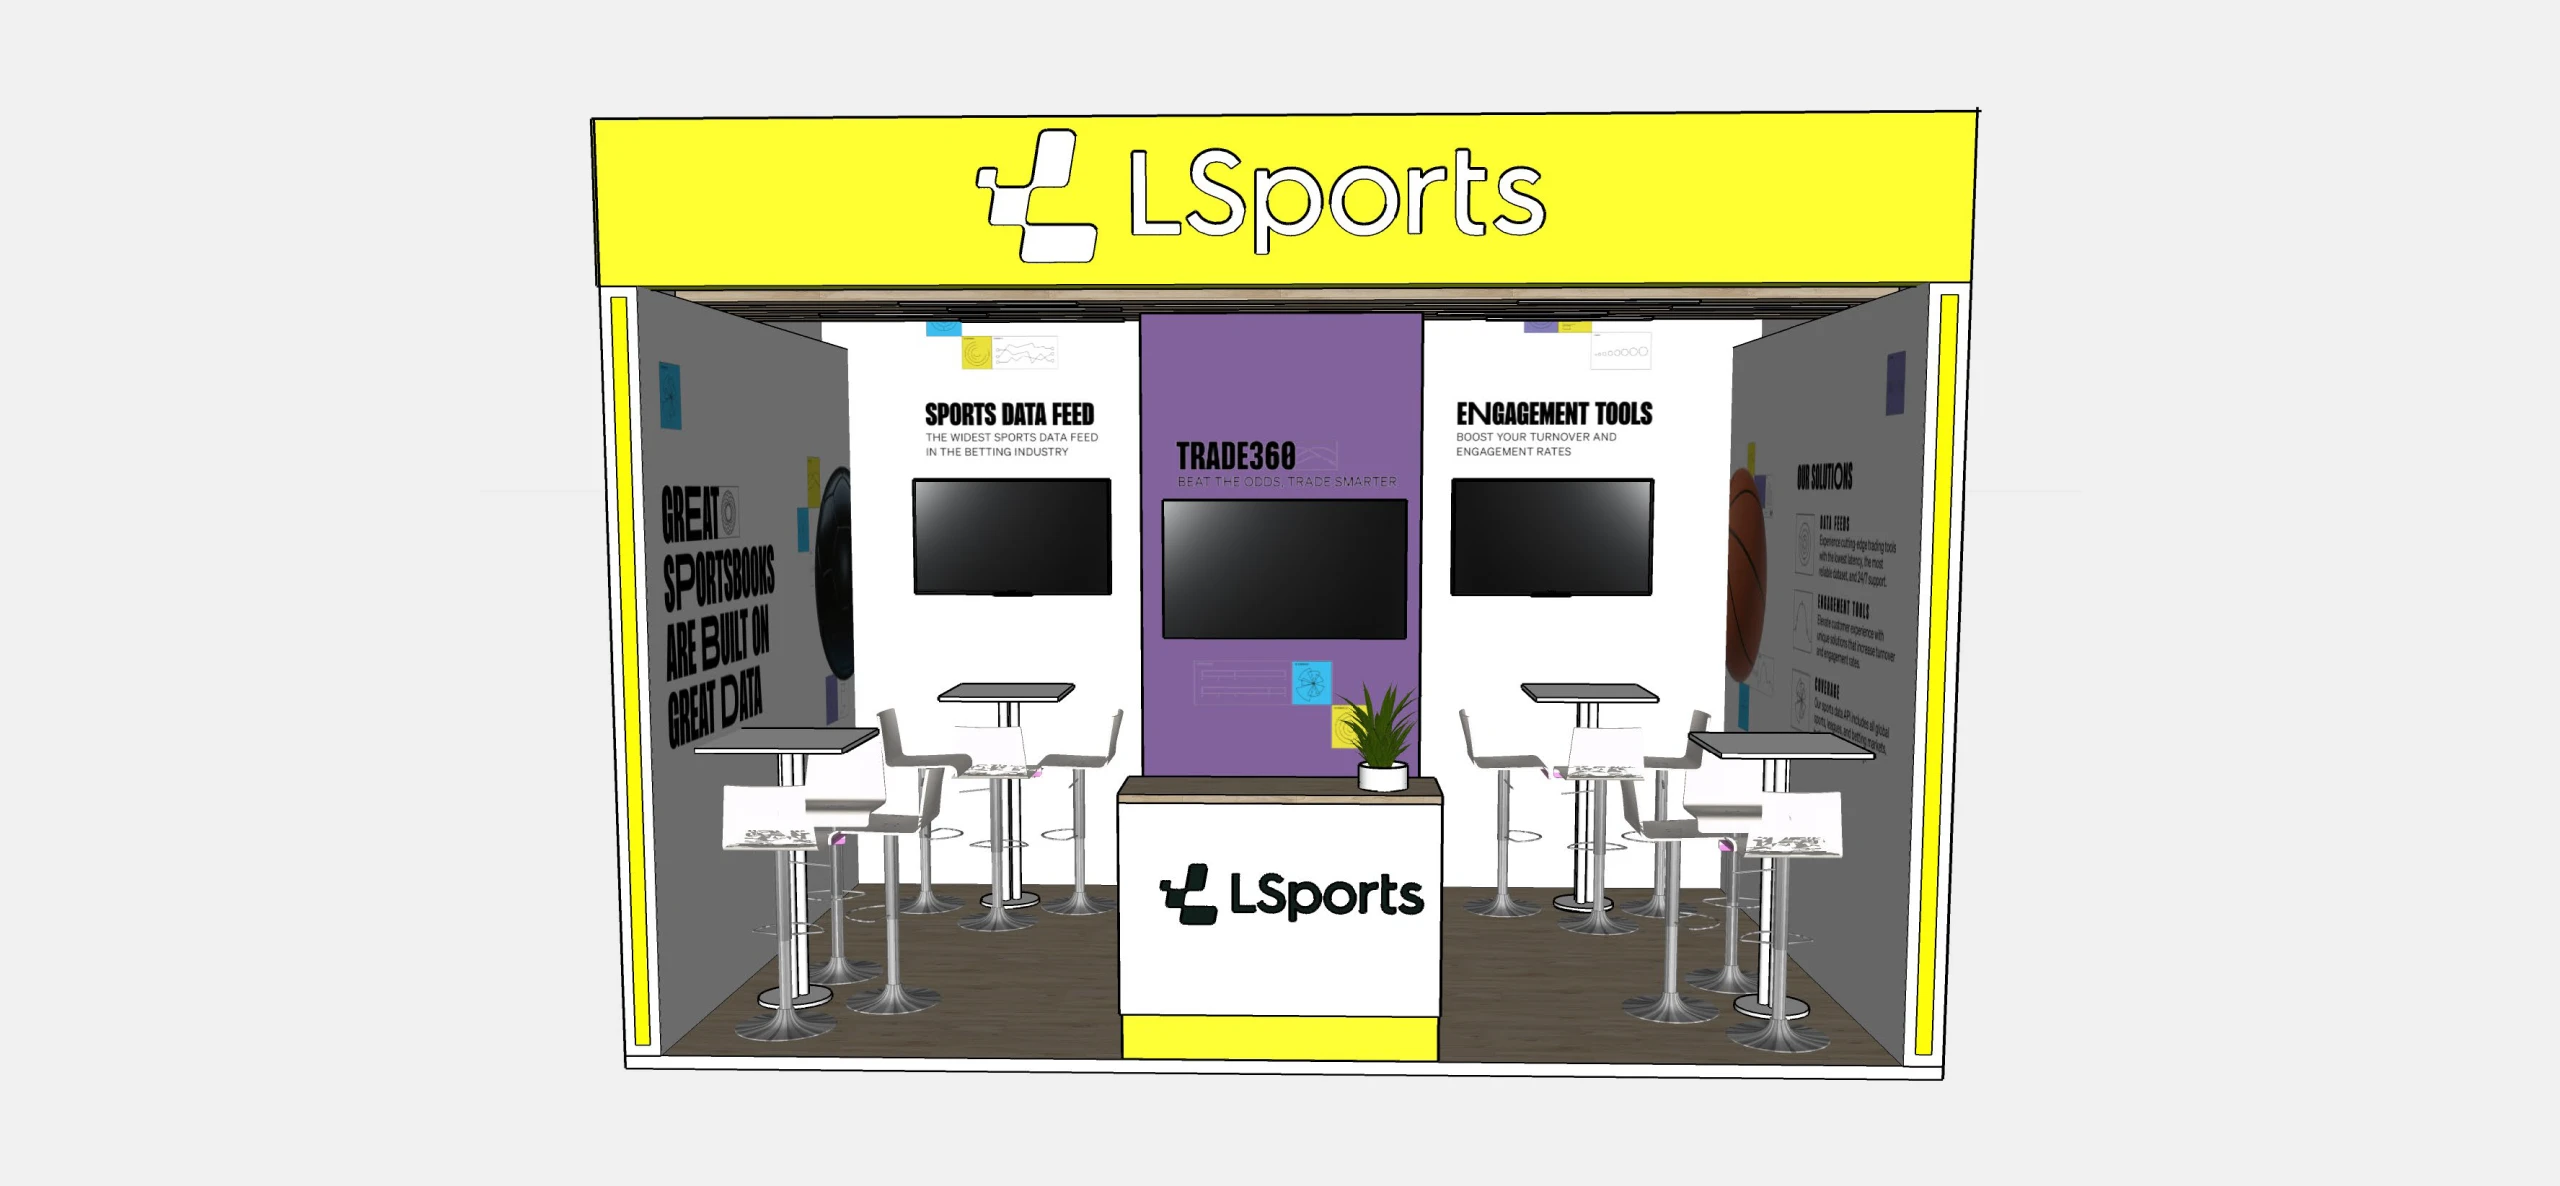 LSports
SPORTS DATA FEED
THE WIDEST SPORTS DATA FEED
IN THE BETTING INDUSTRY
TRADE360
BEAT THE ODDS, TRADE SMARTER
ENGAGEMENT TOOLS
BOOST YOUR TURNOVER AND
ENGAGEMENT RATES
GREAT
SPORTSBOOKS
ARE BUILT ON
GREAT DATA
OUR SOLUTIONS
DATA FEEDS
Experience cutting-edge trading tools
with the lowest latency, the most
reliable dataset, and 24/7 support.
ENGAGEMENT TOOLS
Elevate customer experience with
unique solutions that increase turnover
and engagement rates.
COVERAGE
Our sports data API includes all global
sports, leagues, and betting markets,
LSports